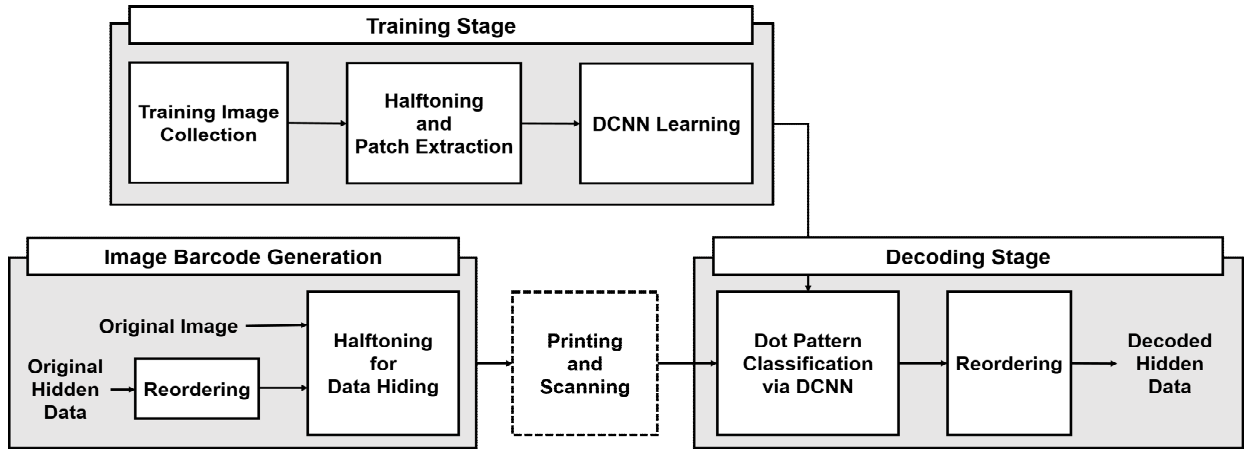 Training Stage
Training Image
Collection
Halftoning
and
Patch Extraction
DCNN Learning
Image Barcode Generation
Original Image
Original
Hidden
Data
Reordering
Halftoning
for
Data Hiding
Printing
and
Scanning
Decoding Stage
Dot Pattern
Classification
via DCNN
Reordering
Decoded
Hidden
Data